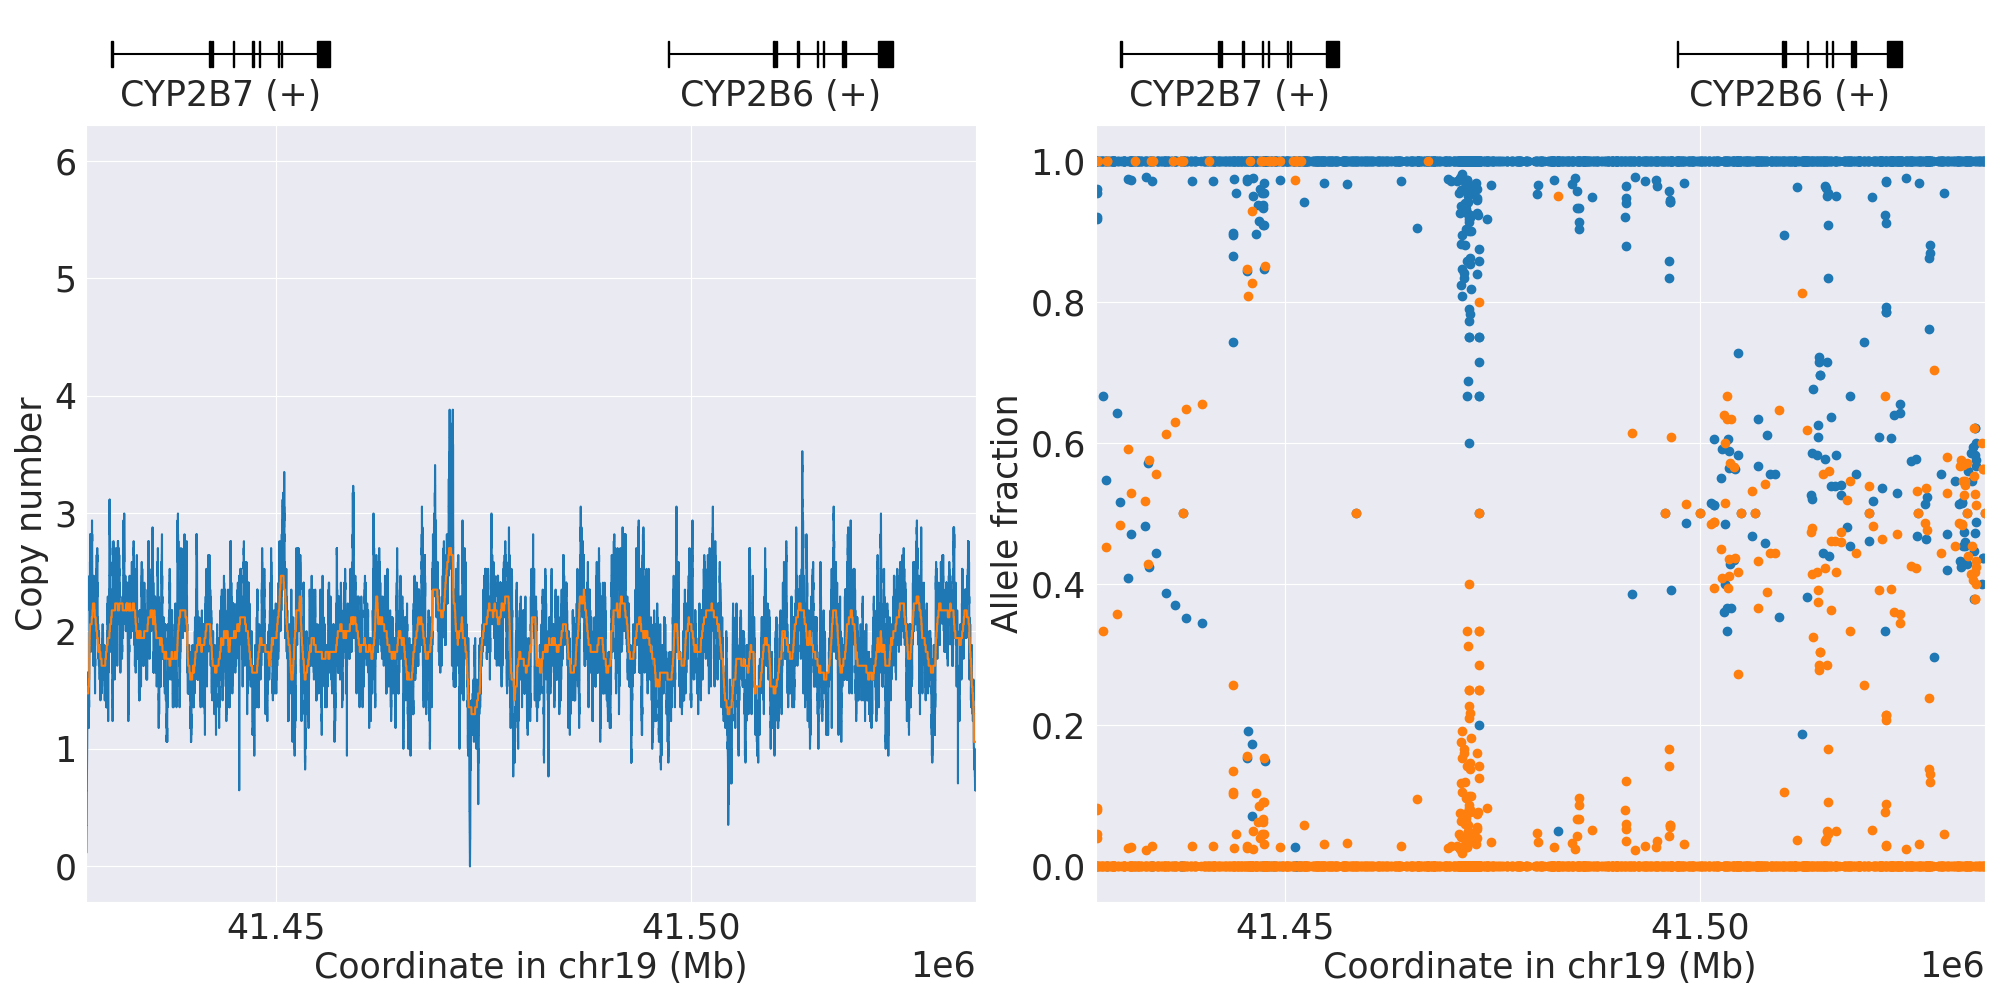 CYP2B7 (+)
CYP2B6 (+)
6
5
4
3
2
1
0
Copy number
41.45
41.50
Coordinate in chr19 (Mb)
1e6
CYP2B7 (+)
CYP2B6 (+)
1.0
0.8
0.6
0.4
0.2
0.0
Allele fraction
41.45
41.50
Coordinate in chr19 (Mb)
1e6